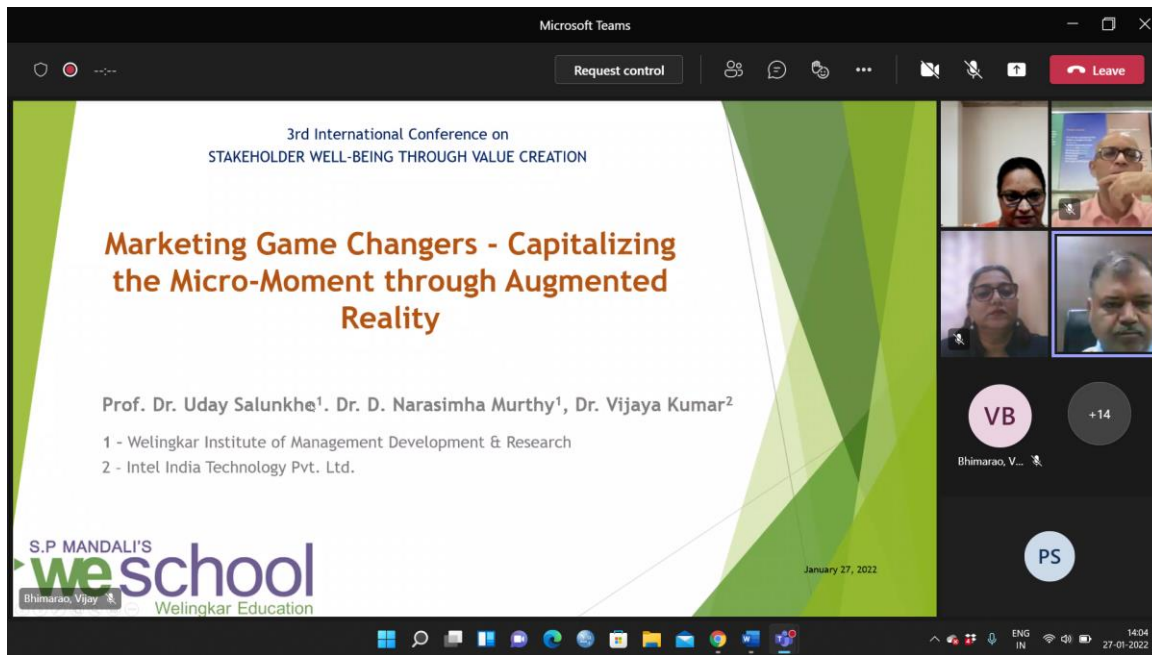 Microsoft Teams
--:--
Request control
Leave
3rd International Conference on
STAKEHOLDER WELL-BEING THROUGH VALUE CREATION
Marketing Game Changers - Capitalizing
the Micro-Moment through Augmented
Reality
Prof. Dr. Uday Salunkhe¹. Dr. D. Narasimha Murthy¹, Dr. Vijaya Kumar²
1 - Welingkar Institute of Management Development & Research
2 - Intel India Technology Pvt. Ltd.
S.P MANDALI'S
we school
Welingkar Education
January 27, 2022
Bhimarao, Vijay
VB
+14
Bhimarao, V...
PS
ENG
IN
14:04
27-01-2022